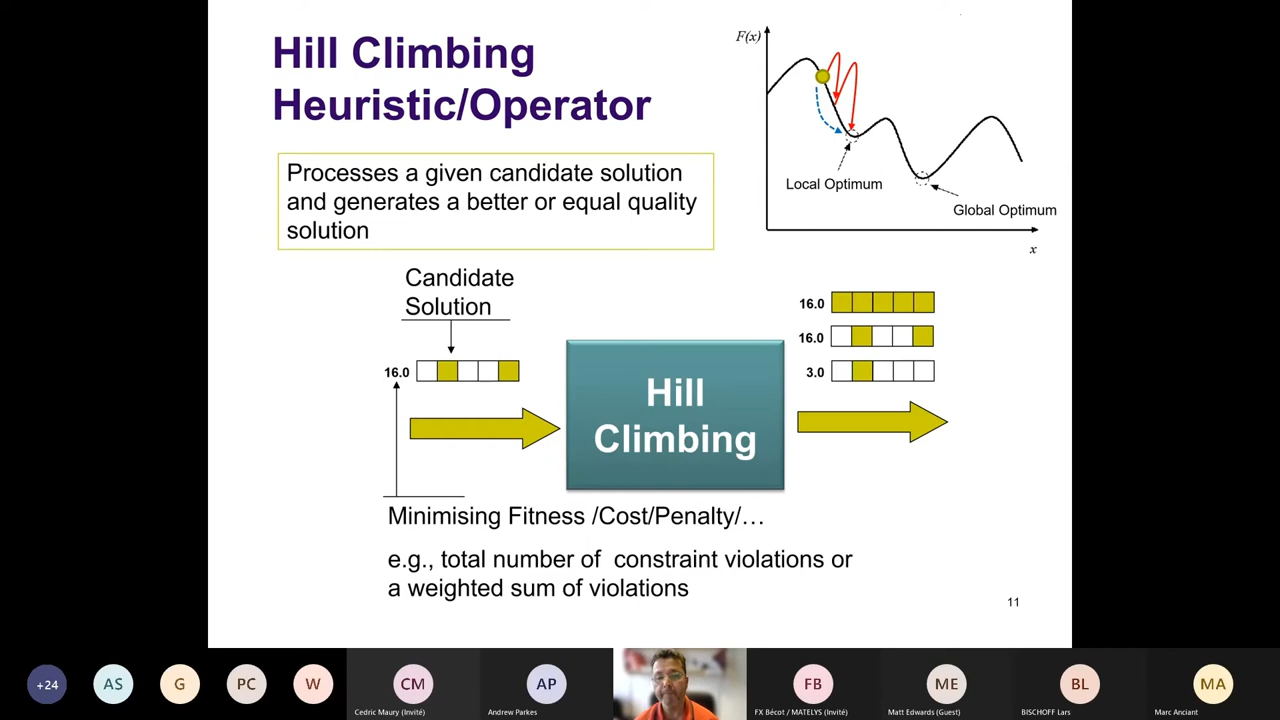 Hill Climbing
Heuristic/Operator
F(x)
Local Optimum
Global Optimum
x
Processes a given candidate solution
and generates a better or equal quality
solution
Candidate
Solution
16.0
Hill
Climbing
16.0
16.0
3.0
Minimising Fitness /Cost/Penalty/…
e.g., total number of constraint violations or
a weighted sum of violations
11
+24
AS
G
PC
W
CM
Cedric Maury (Invité)
AP
Andrew Parkes
FB
FX Bécot / MATELYS (Invité)
ME
Matt Edwards (Guest)
BL
BISCHOFF Lars
MA
Marc Anciant